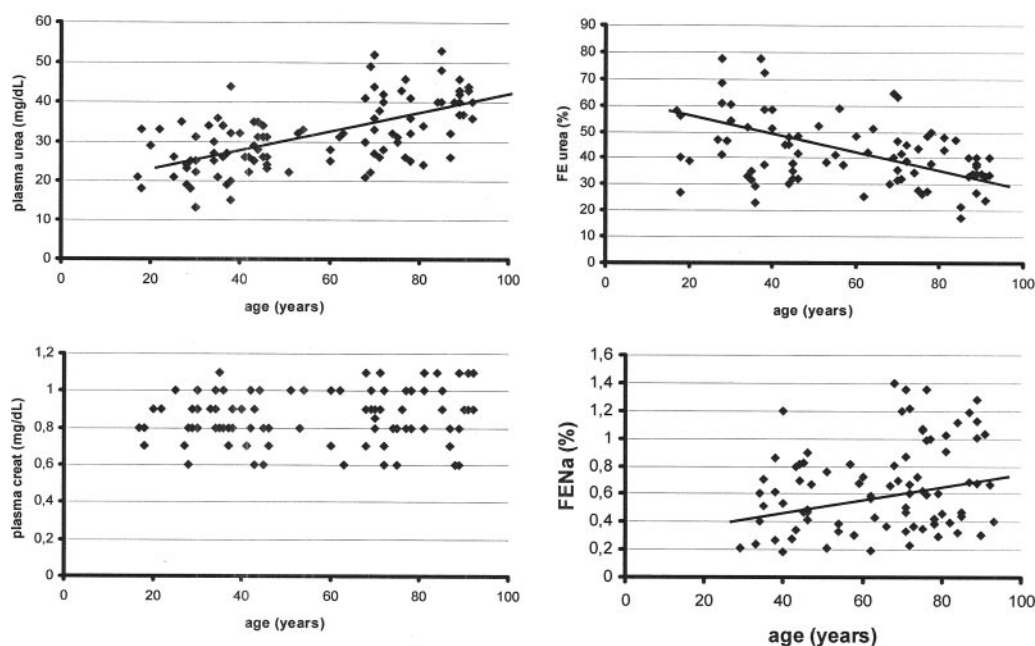 plasma urea (mg/dL)
60
50
40
30
20
10
0
0 20 40 60 80 100
age (years)
FE urea (%)
90
80
70
60
50
40
30
20
10
0
0 20 40 60 80 100
age (years)
plasma creat (mg/dL)
1,2
1
0,8
0,6
0,4
0,2
0
0 20 40 60 80 100
age (years)
FENa (%)
1,6
1,4
1,2
1
0,8
0,6
0,4
0,2
0
0 20 40 60 80 100
age (years)